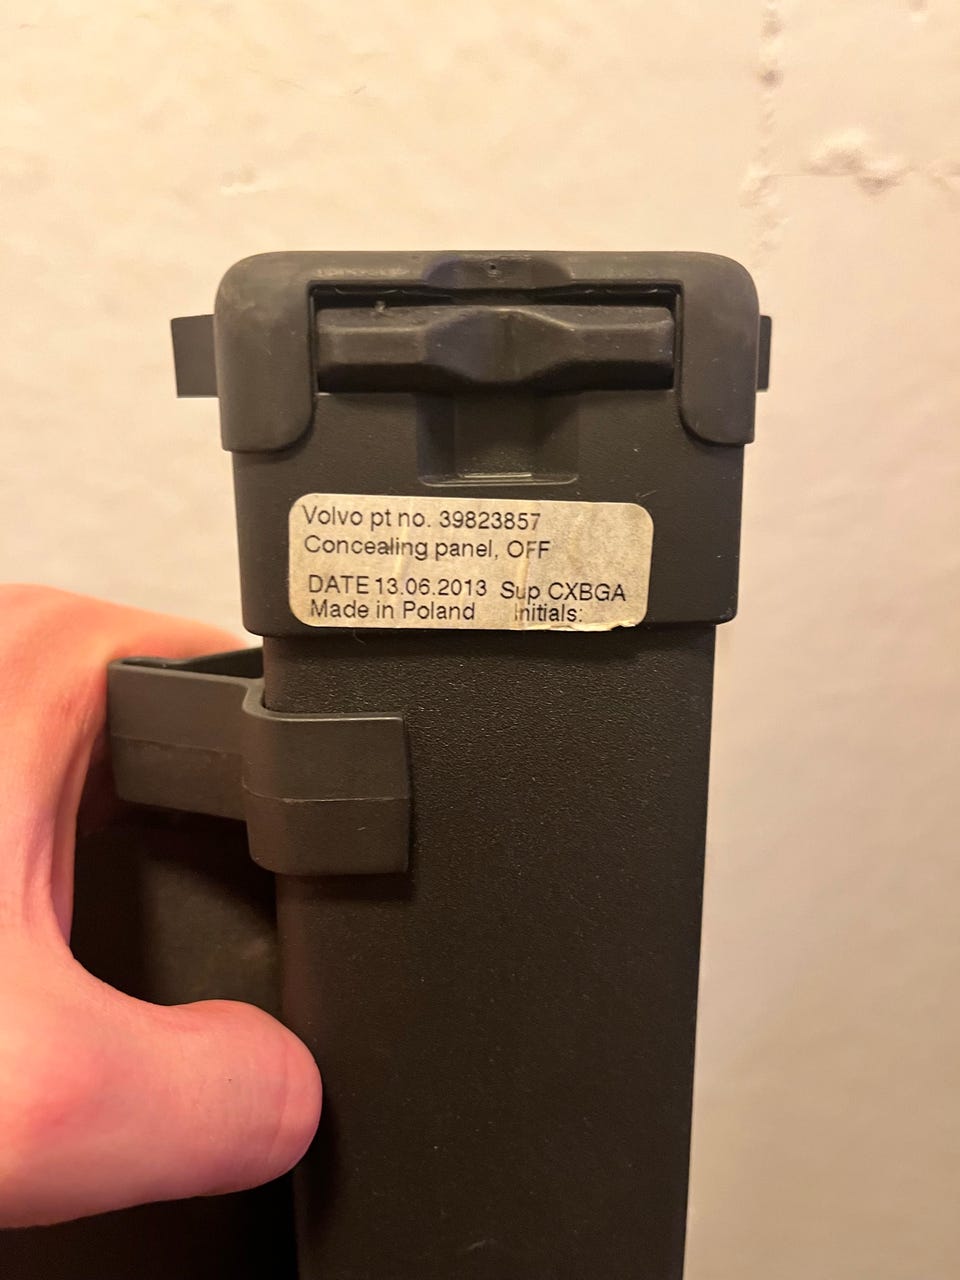 Volvo pt no. 39823857
Concealing panel, OFF
DATE 13.06.2013 Sup CXBGA
Made in Poland Initials: